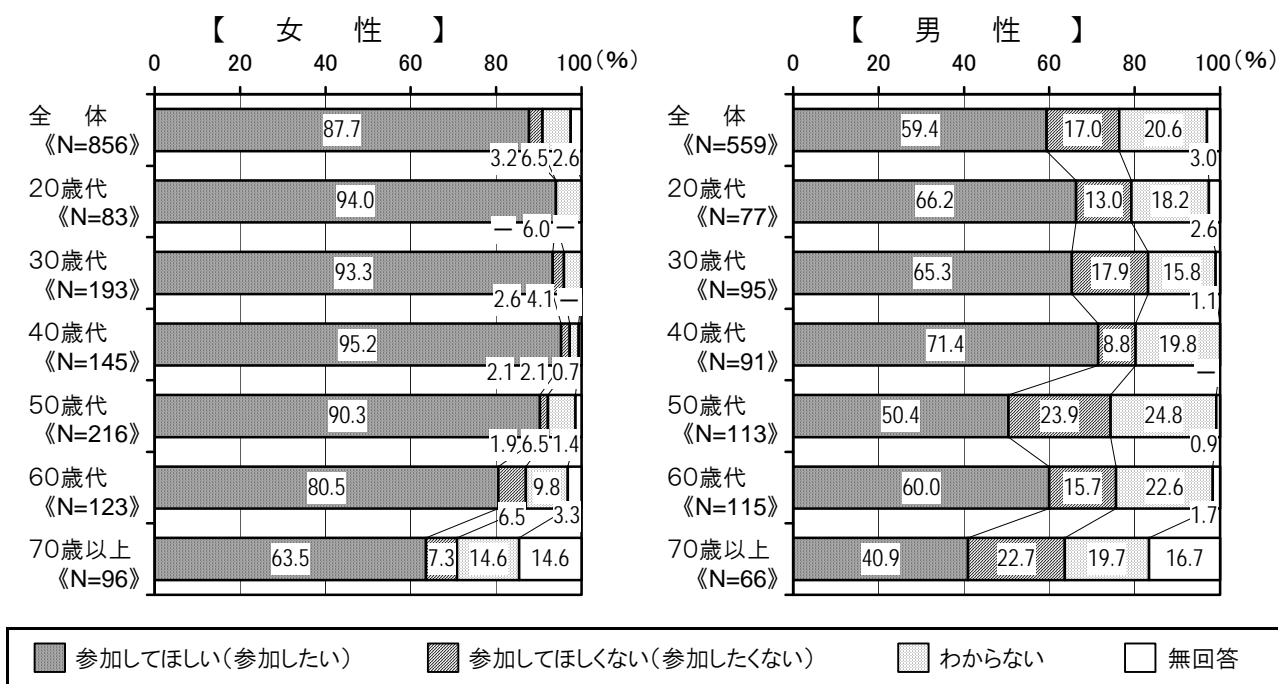 【 女 性 】
0 20 40 60 80 100(%)
全 体
《N=856》
87.7
3.2 6.5 2.6
20歳代
《N=83》
94.0
― 6.0 ―
30歳代
《N=193》
93.3
2.6 4.1 ―
40歳代
《N=145》
95.2
2.1 2.1 0.7
50歳代
《N=216》
90.3
1.9 6.5 1.4
60歳代
《N=123》
80.5 9.8
6.5 3.3
70歳以上
《N=96》
63.5 7.3 14.6 14.6
【 男 性 】
0 20 40 60 80 100(%)
全 体
《N=559》
59.4 17.0 20.6
3.0
20歳代
《N=77》
66.2 13.0 18.2
2.6
30歳代
《N=95》
65.3 17.9 15.8
1.1
40歳代
《N=91》
71.4 8.8 19.8
―
50歳代
《N=113》
50.4 23.9 24.8
0.9
60歳代
《N=115》
60.0 15.7 22.6
1.7
70歳以上
《N=66》
40.9 22.7 19.7 16.7
参加してほしい(参加したい) 参加してほしくない(参加したくない) わからない 無回答